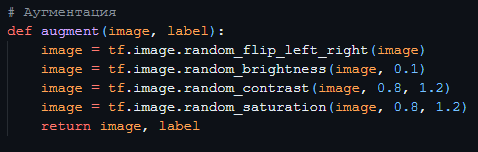 # Аугментация
def augment(image, label):
    image = tf.image.random_flip_left_right(image)
    image = tf.image.random_brightness(image, 0.1)
    image = tf.image.random_contrast(image, 0.8, 1.2)
    image = tf.image.random_saturation(image, 0.8, 1.2)
    return image, label